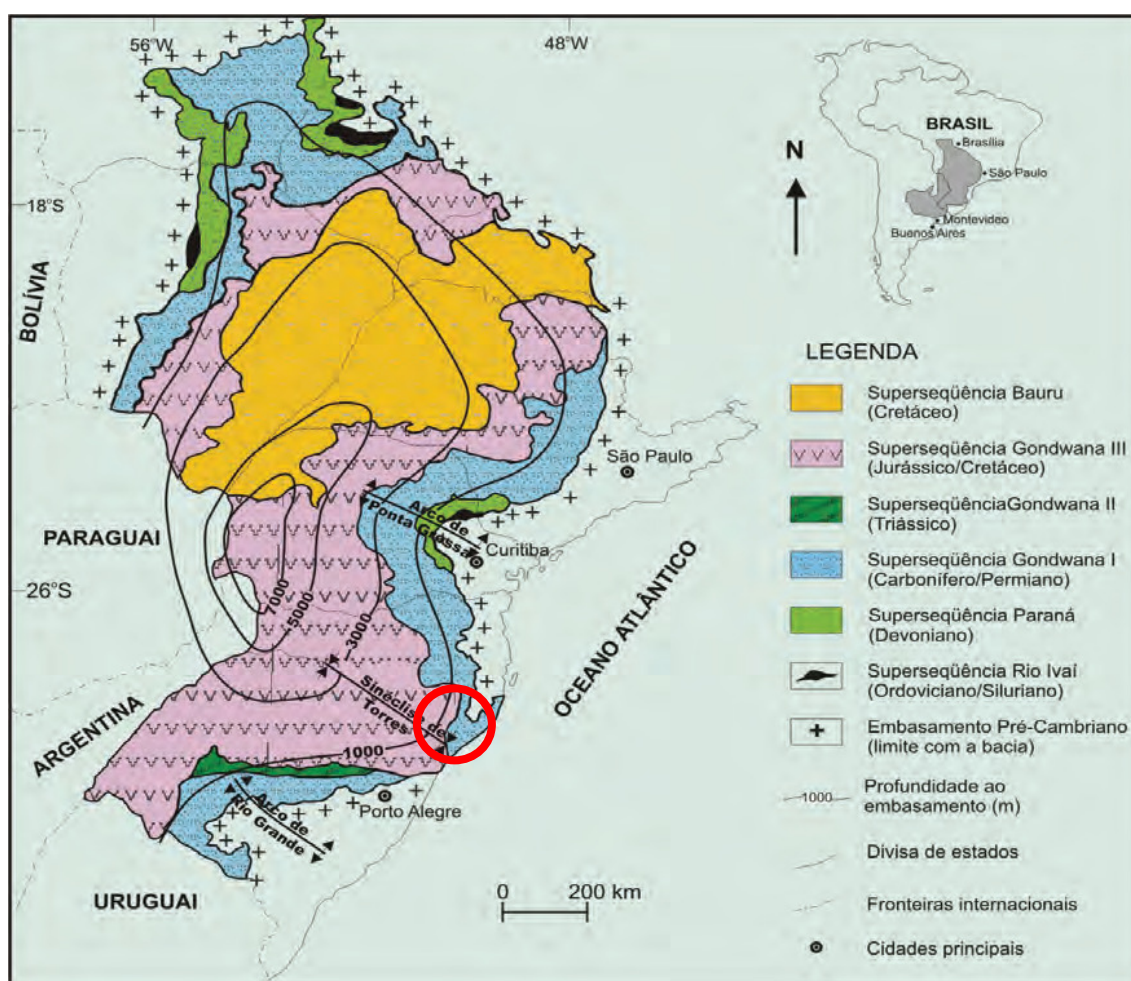 56°W
48°W
18°S
26°S
BOLÍVIA
PARAGUAI
ARGENTINA
URUGUAI
OCEANO ATLÂNTICO
São Paulo
Arco de
Ponta Grossa
Curitiba
7000
5000
3000
Sinéclise de
Torres
1000
Porto Alegre
Arco de
Rio Grande
0 200 km
N
BRASIL
Brasília
São Paulo
Montevideo
Buenos Aires
LEGENDA
Superseqüência Bauru
(Cretáceo)
Superseqüência Gondwana III
(Jurássico/Cretáceo)
SuperseqüênciaGondwana II
(Triássico)
Superseqüência Gondwana I
(Carbonífero/Permiano)
Superseqüência Paraná
(Devoniano)
Superseqüência Rio Ivaí
(Ordoviciano/Siluriano)
Embasamento Pré-Cambriano
(limite com a bacia)
1000
Profundidade ao
embasamento (m)
Divisa de estados
Fronteiras internacionais
Cidades principais